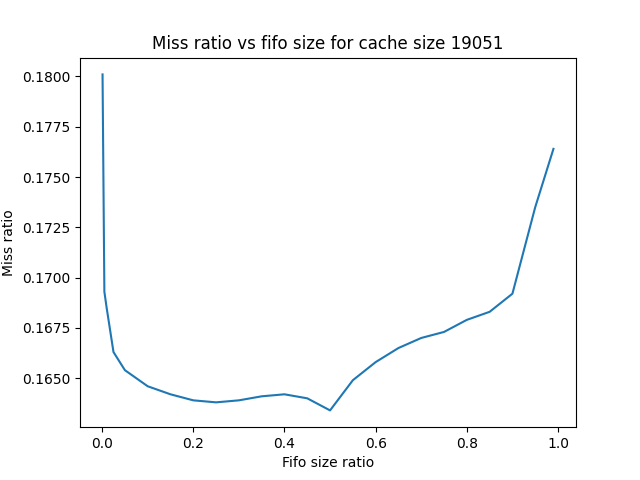 Miss ratio vs fifo size for cache size 19051
0.1800
0.1775
0.1750
0.1725
0.1700
0.1675
0.1650
Miss ratio
0.0 0.2 0.4 0.6 0.8 1.0
Fifo size ratio